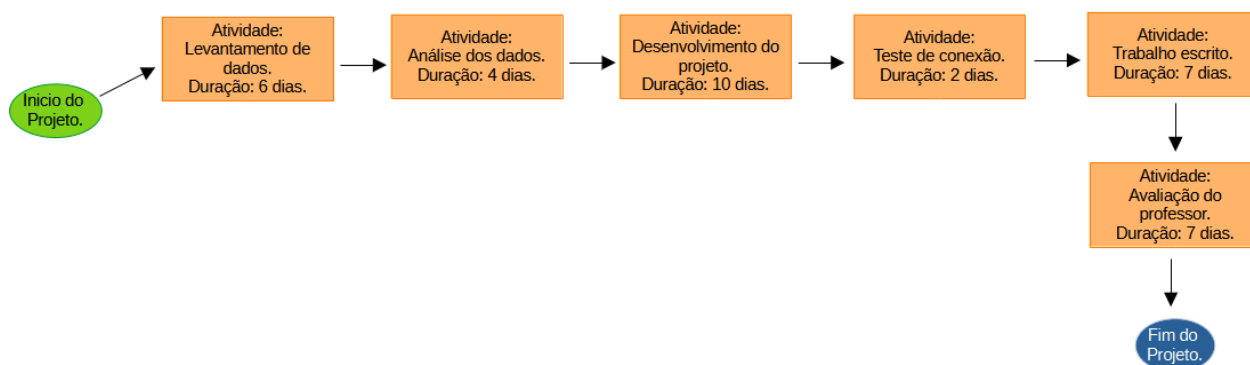 Inicio do
Projeto.
Atividade:
Levantamento de
dados.
Duração: 6 dias.
Atividade:
Análise dos dados.
Duração: 4 dias.
Atividade:
Desenvolvimento do
projeto.
Duração: 10 dias.
Atividade:
Teste de conexão.
Duração: 2 dias.
Atividade:
Trabalho escrito.
Duração: 7 dias.
Atividade:
Avaliação do
professor.
Duração: 7 dias.
Fim do
Projeto.